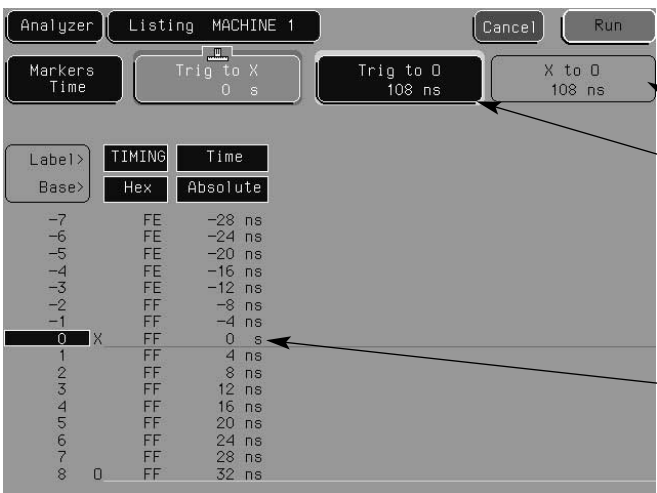 Analyzer Listing MACHINE 1 Cancel Run
Markers Time Trig to X 0 s Trig to O 108 ns X to O 108 ns
Label> TIMING Time
Base> Hex Absolute
-7 FE -28 ns
-6 FE -24 ns
-5 FE -20 ns
-4 FE -16 ns
-3 FE -12 ns
-2 FF -8 ns
-1 FF -4 ns
0 X FF 0 s
1 FF 4 ns
2 FF 8 ns
3 FF 12 ns
4 FF 16 ns
5 FF 20 ns
6 FF 24 ns
7 FF 28 ns
8 O FF 32 ns